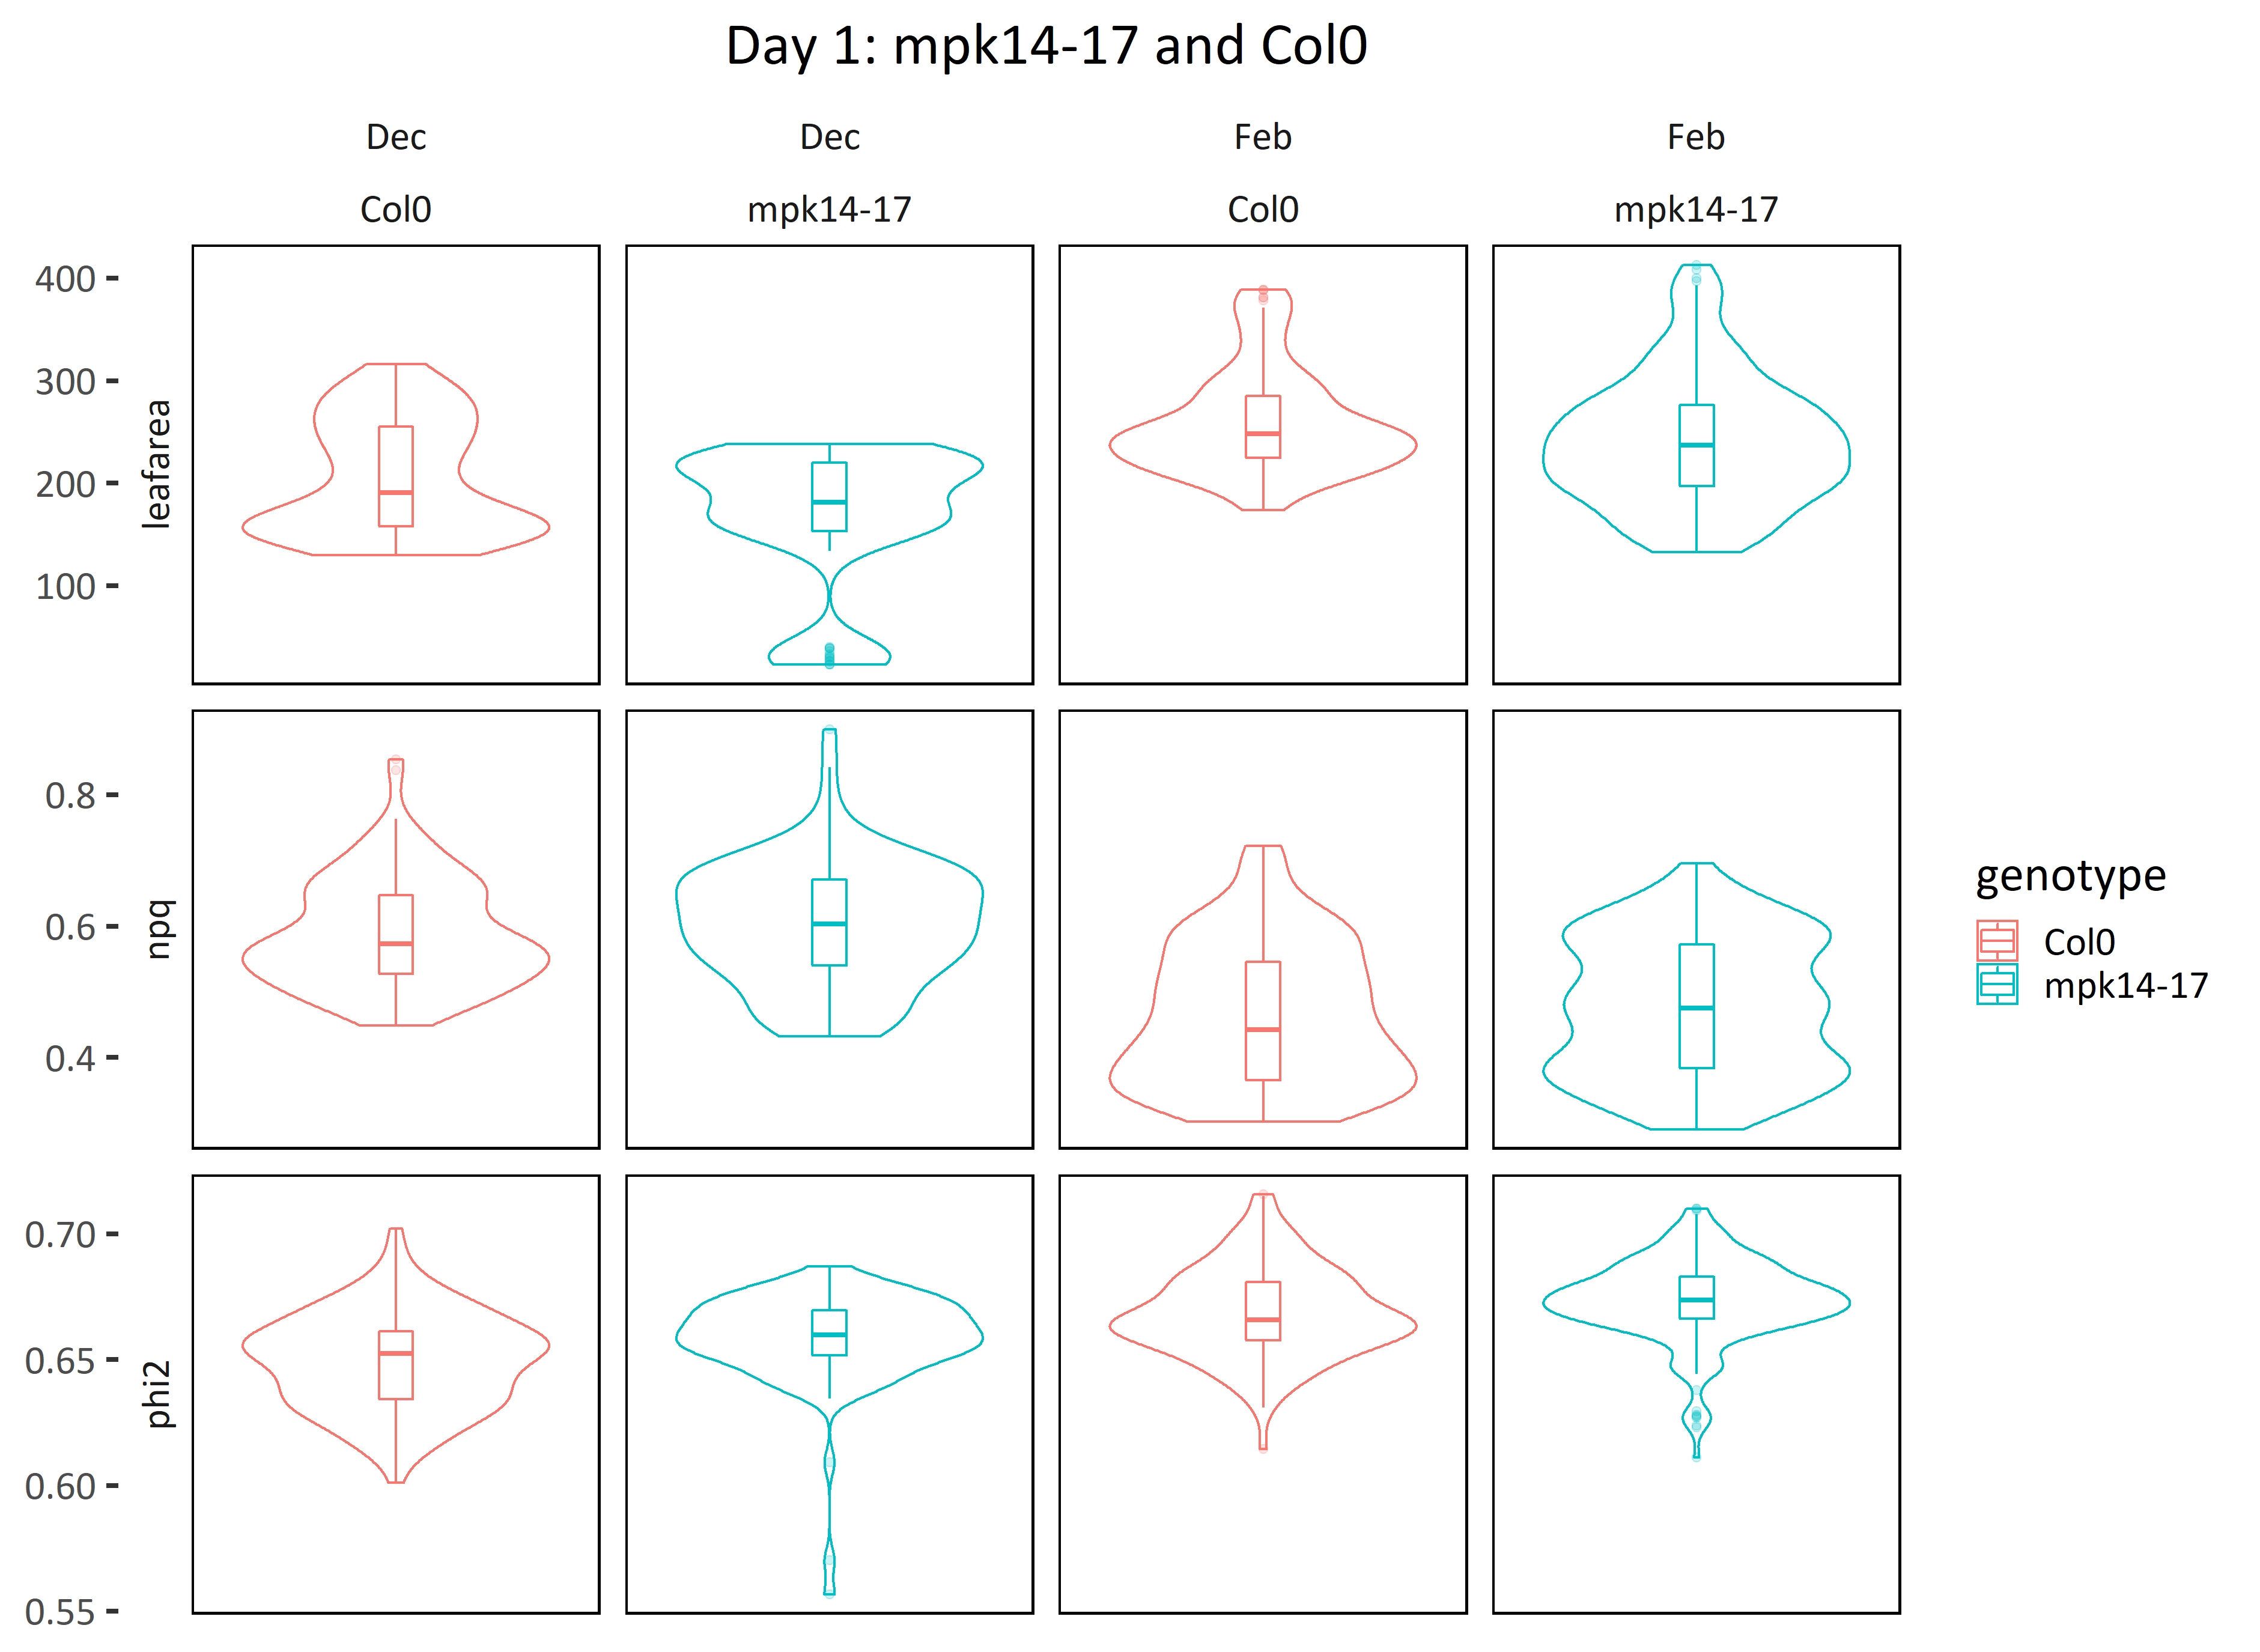 Day 1: mpk14-17 and Col0
Dec Dec Feb Feb
Col0 mpk14-17 Col0 mpk14-17
400
300
200
100
leafarea
0.8
0.6
0.4
npq
genotype
Col0
mpk14-17
0.70
0.65
0.60
0.55
phi2